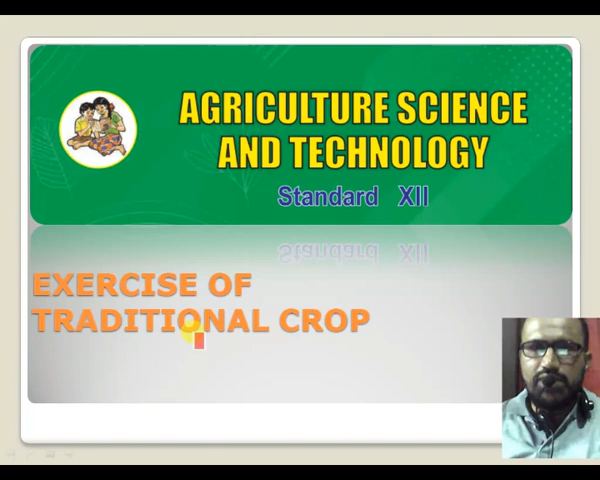 AGRICULTURE SCIENCE
AND TECHNOLOGY
Standard XII
EXERCISE OF
TRADITIONAL CROP